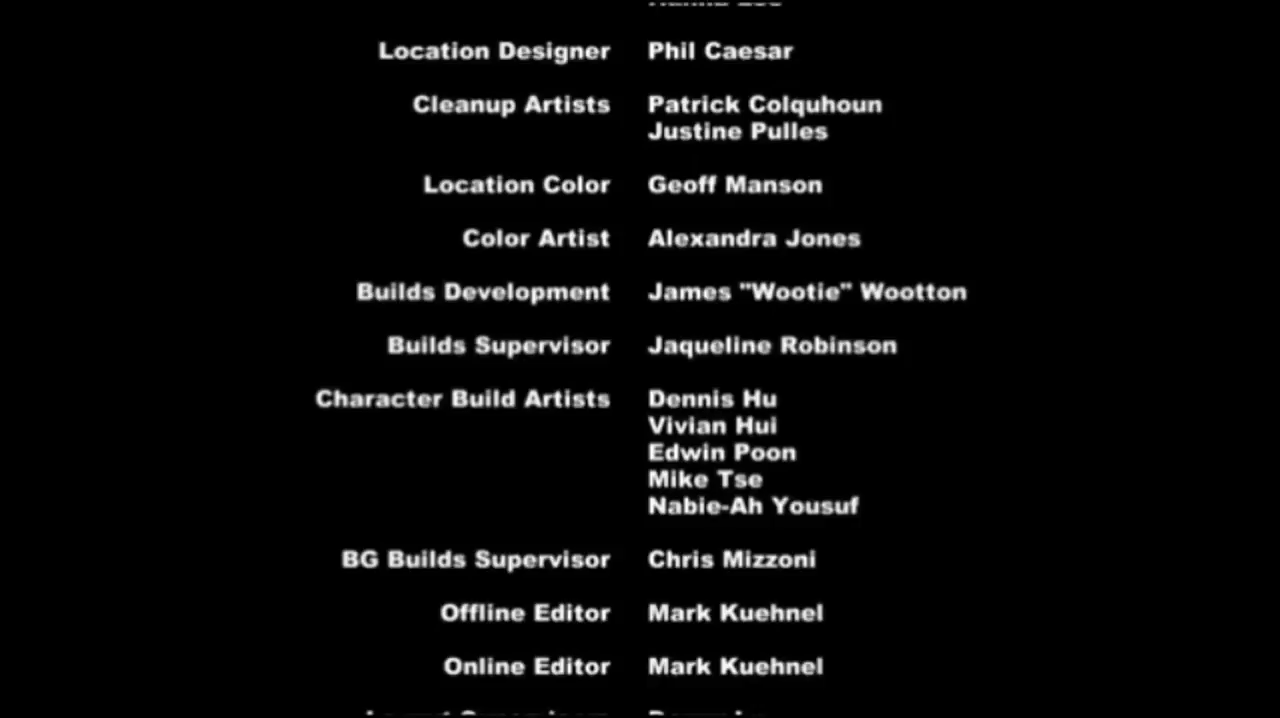 Location Designer Phil Caesar
Cleanup Artists Patrick Colquhoun
Justine Pulles
Location Color Geoff Manson
Color Artist Alexandra Jones
Builds Development James "Wootie" Wootton
Builds Supervisor Jaqueline Robinson
Character Build Artists Dennis Hu
Vivian Hui
Edwin Poon
Mike Tse
Nabie-Ah Yousuf
BG Builds Supervisor Chris Mizzoni
Offline Editor Mark Kuehnel
Online Editor Mark Kuehnel